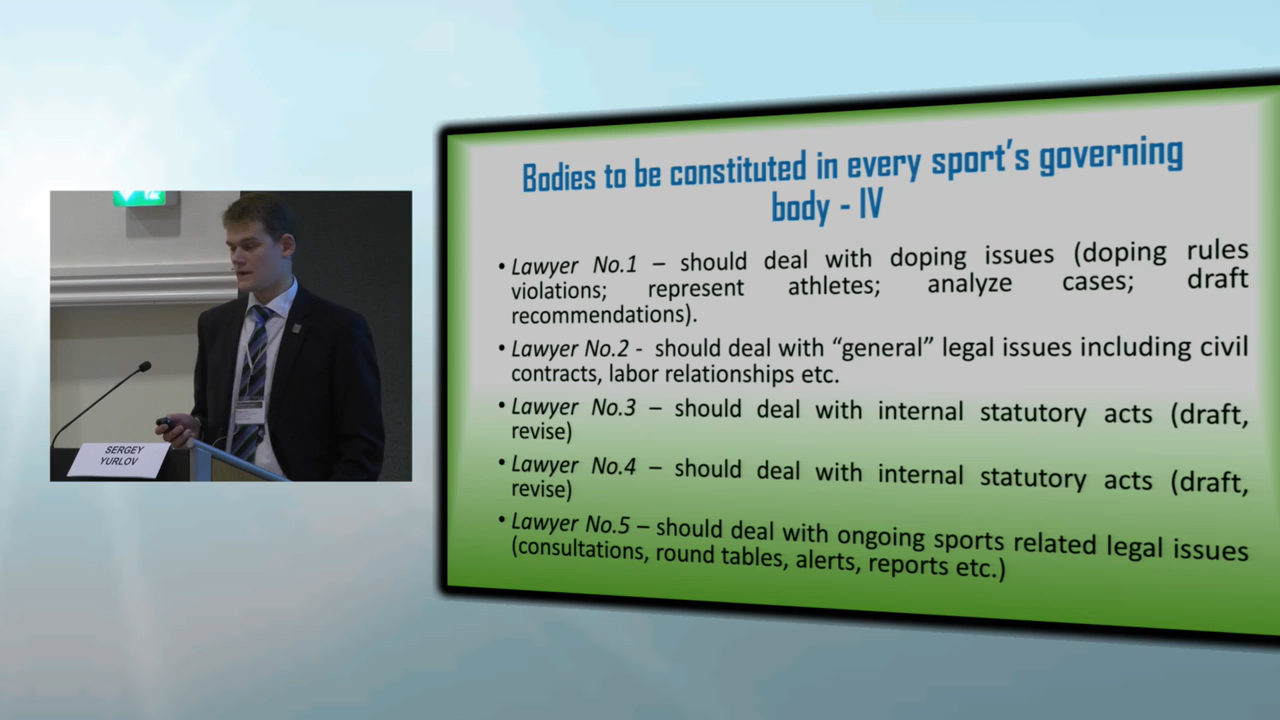 SERGEY
YURLOV
Bodies to be constituted in every sport's governing
body - IV
• Lawyer No.1 – should deal with doping issues (doping rules
violations; represent athletes; analyze cases; draft
recommendations).
• Lawyer No.2 - should deal with “general” legal issues including civil
contracts, labor relationships etc.
• Lawyer No.3 – should deal with internal statutory acts (draft,
revise)
• Lawyer No.4 – should deal with internal statutory acts (draft,
revise)
• Lawyer No.5 – should deal with ongoing sports related legal issues
(consultations, round tables, alerts, reports etc.)